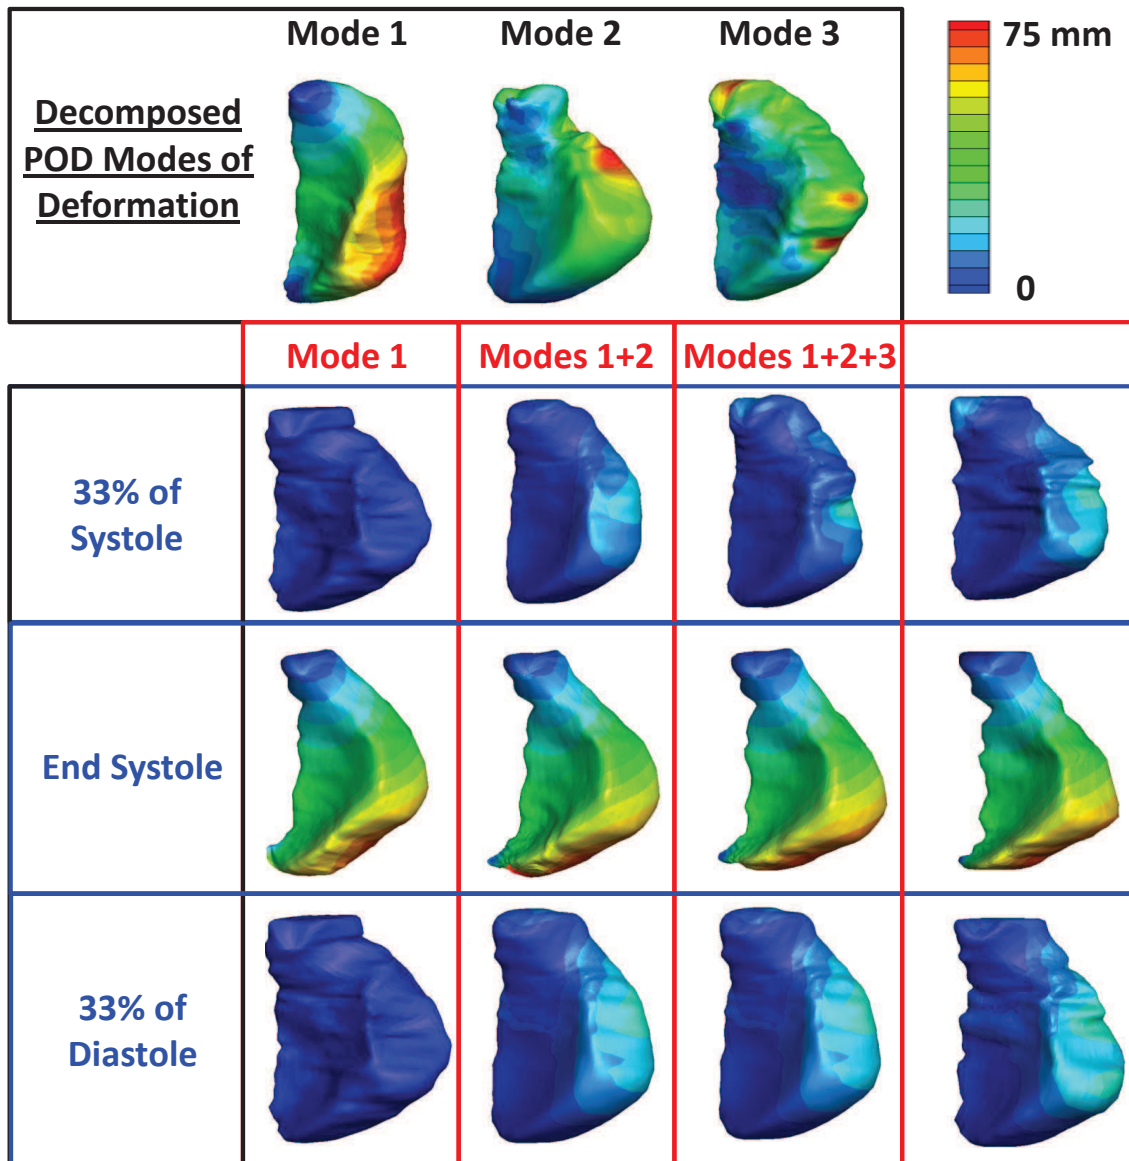 Mode 1
Mode 2
Mode 3
75 mm
Decomposed
POD Modes of
Deformation
0
Mode 1
Modes 1+2
Modes 1+2+3
33% of
Systole
End Systole
33% of
Diastole